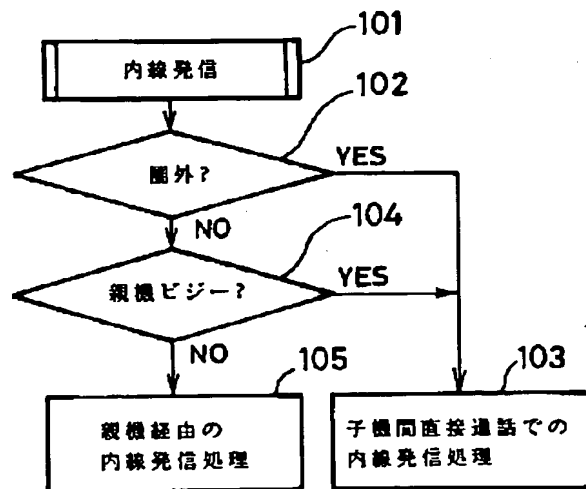 101
内線発信
102
圏外?
YES
NO
104
親機ビジー?
YES
NO
105
103
親機経由の
内線発信処理
子機間直接通話での
内線発信処理